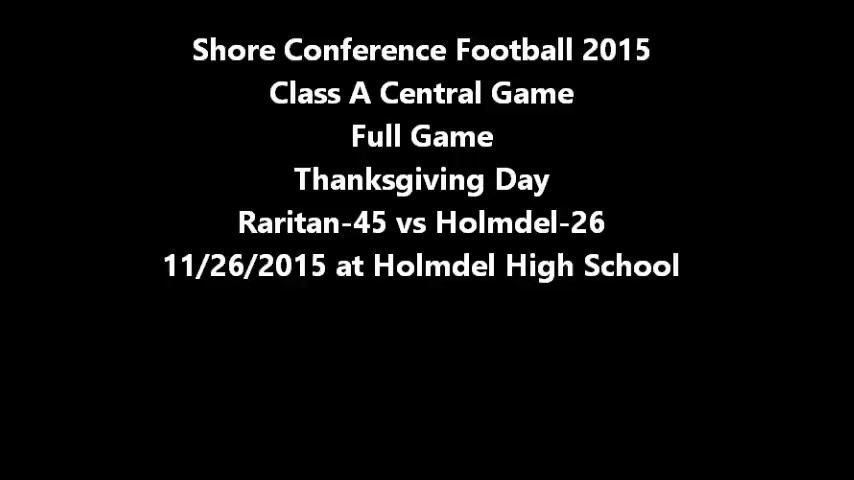 Shore Conference Football 2015
Class A Central Game
Full Game
Thanksgiving Day
Raritan-45 vs Holmdel-26
11/26/2015 at Holmdel High School